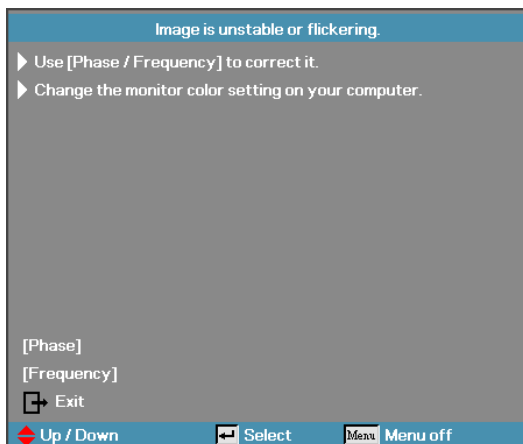 Image is unstable or flickering.
Use [Phase / Frequency] to correct it.
Change the monitor color setting on your computer.
[Phase]
[Frequency]
Exit
Up / Down Select Menu Menu off